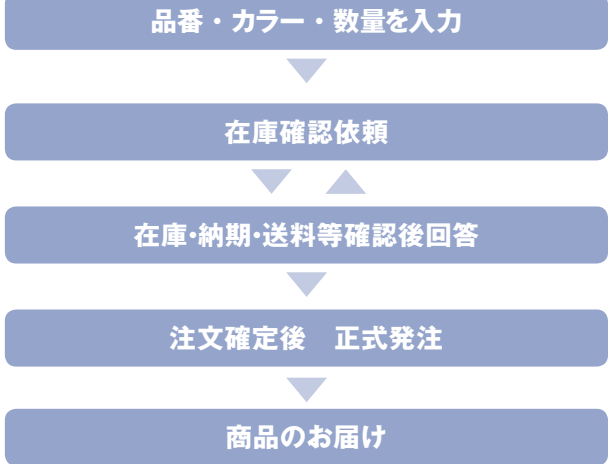 品番・カラー・数量を入力
在庫確認依頼
在庫・納期・送料等確認後回答
注文確定後　正式発注
商品のお届け